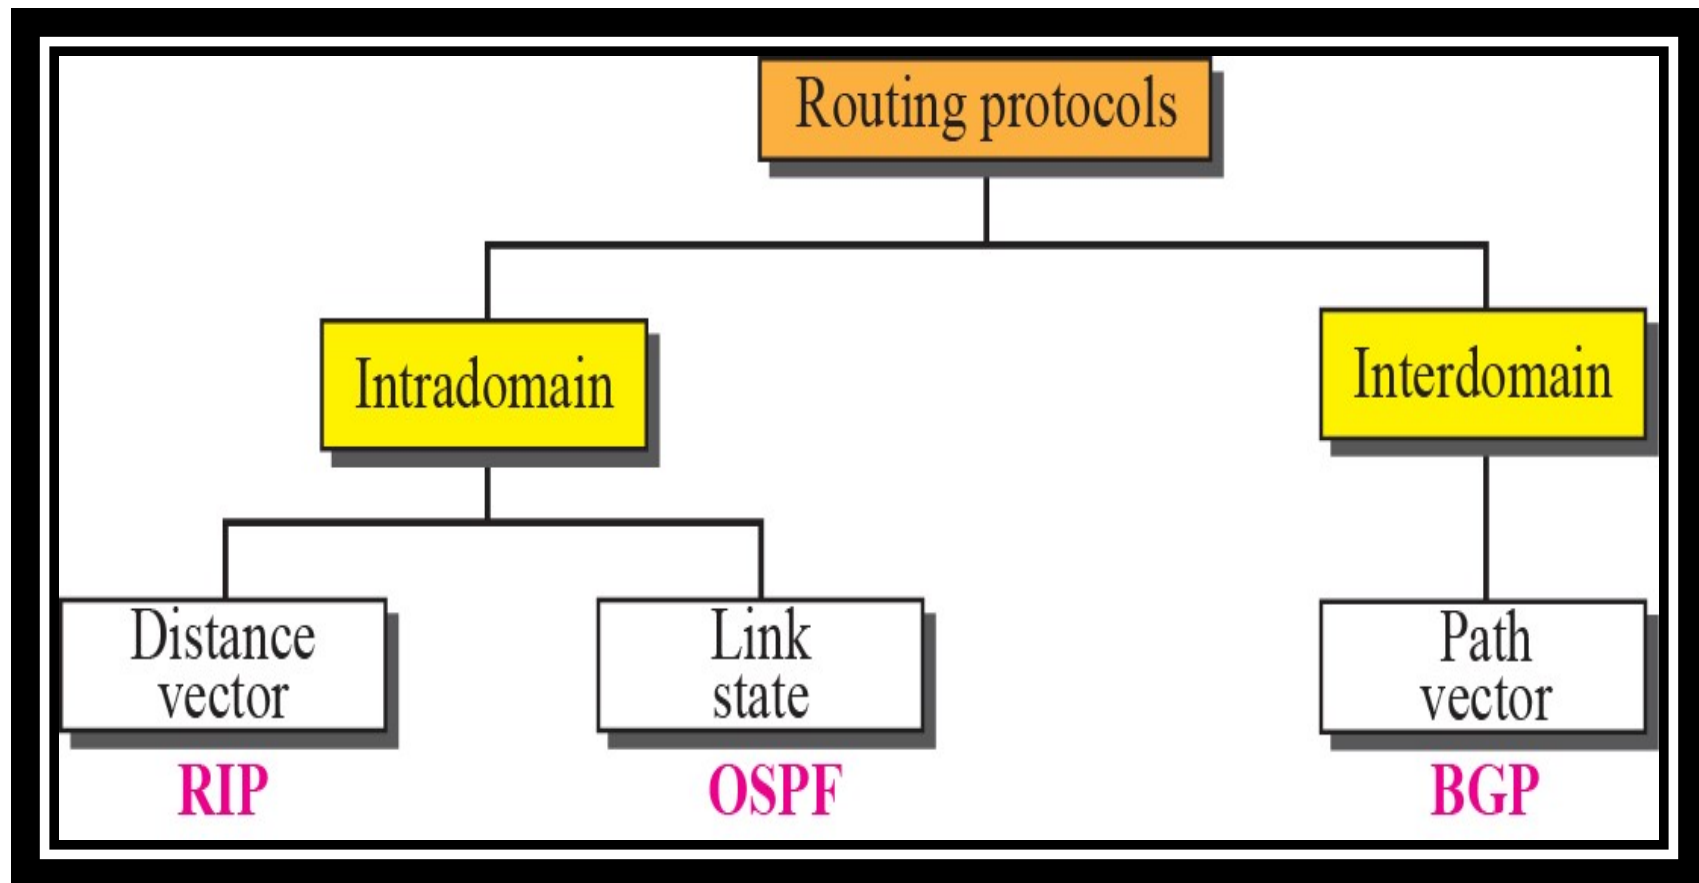 Routing protocols
Intradomain
Interdomain
Distance
vector
Link
state
Path
vector
RIP
OSPF
BGP